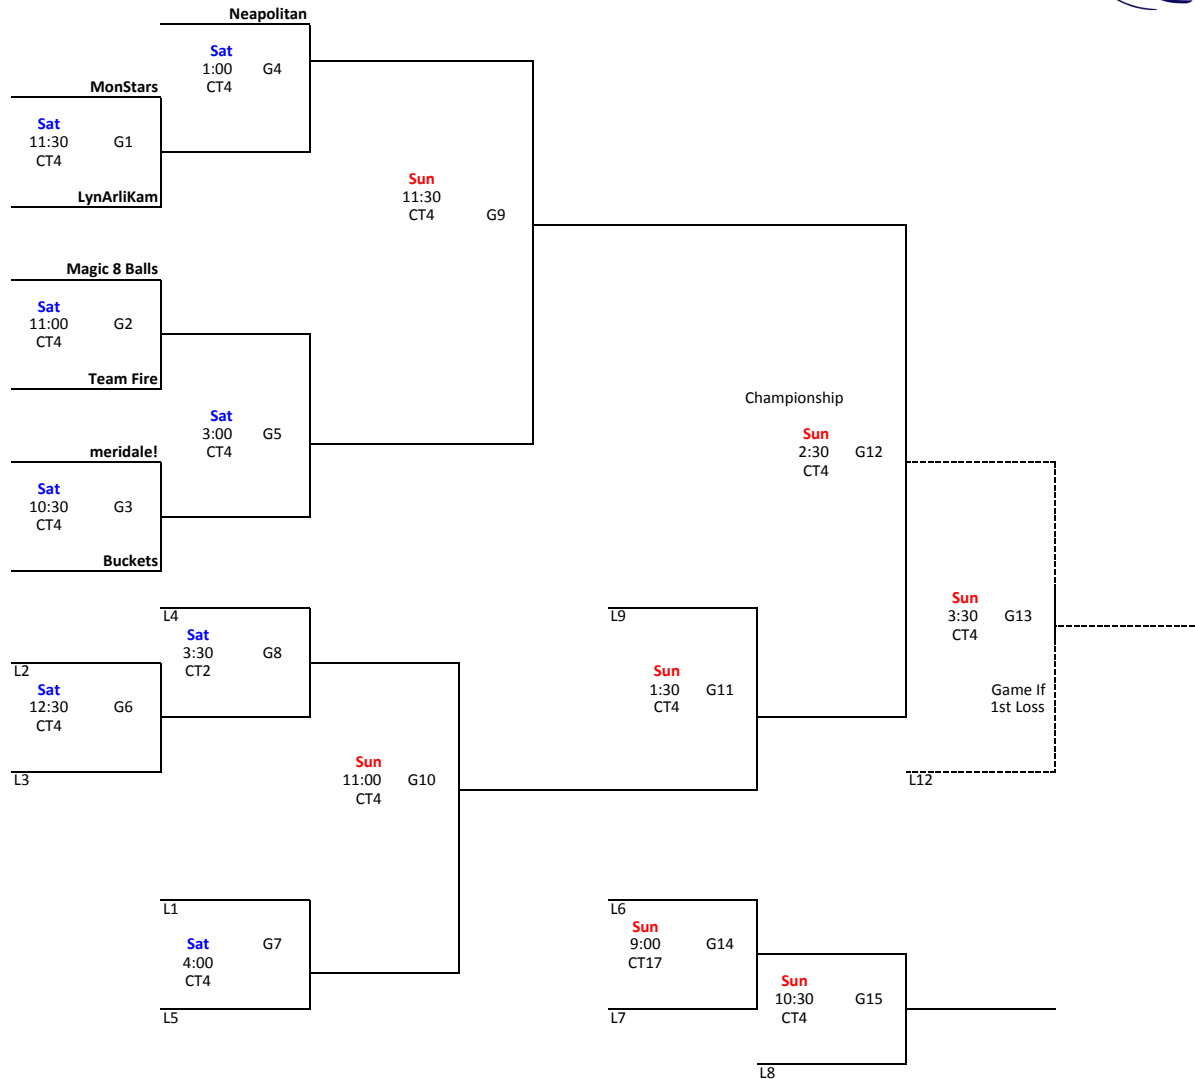 Neapolitan
Sat
1:00 G4
CT4
MonStars
Sat
11:30 G1
CT4
LynArliKam
Sun
11:30
CT4 G9
Magic 8 Balls
Sat
11:00 G2
CT4
Team Fire
Sat
3:00 G5
CT4
meridale!
Sat
10:30 G3
CT4
Buckets
Championship
Sun
2:30 G12
CT4
L4
Sat
3:30 G8
CT2
L2
Sat
12:30 G6
CT4
L3
Sun
11:00 G10
CT4
L9
Sun
1:30 G11
CT4
Sun
3:30 G13
CT4
Game If
1st Loss
L12
L1
Sat G7
4:00
CT4
L5
L6
Sun
9:00 G14
CT17
L7
Sun
10:30 G15
CT4
L8